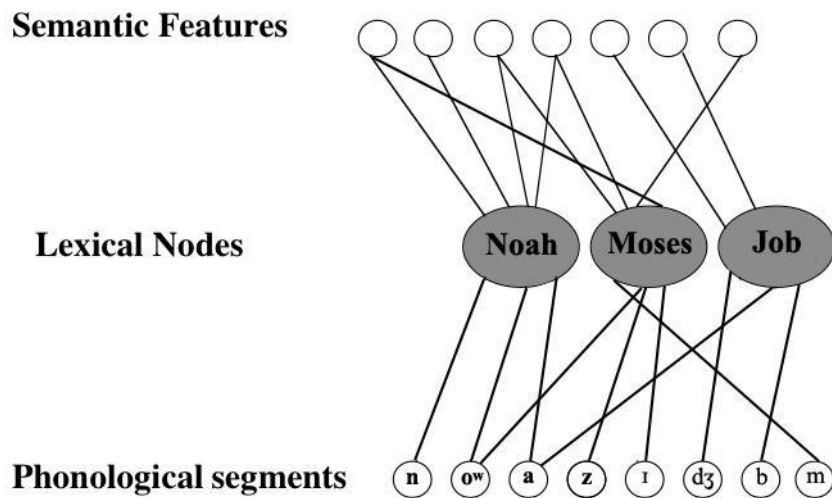 Semantic Features
Lexical Nodes Noah Moses Job
Phonological segments n oʷ a z ɪ dʒ b m